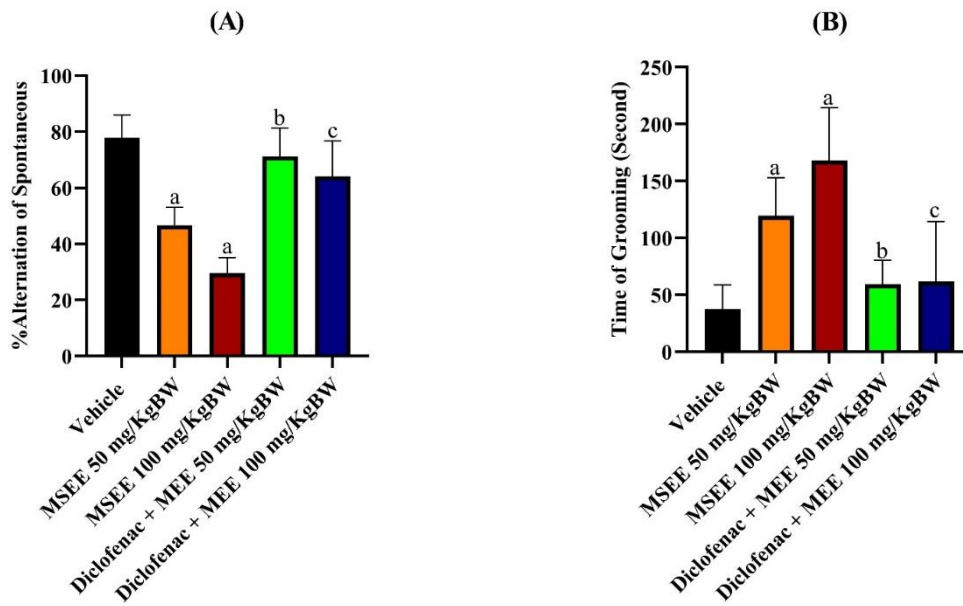 (A)
%Alternation of Spontaneous
100
80
60
40
20
0
a
a
b
c
Vehicle
MSEE 50 mg/KgBW
MSEE 100 mg/KgBW
Diclofenac + MEE 50 mg/KgBW
Diclofenac + MEE 100 mg/KgBW
(B)
Time of Grooming (Second)
250
200
150
100
50
0
a
a
b
c
Vehicle
MSEE 50 mg/KgBW
MSEE 100 mg/KgBW
Diclofenac + MEE 50 mg/KgBW
Diclofenac + MEE 100 mg/KgBW